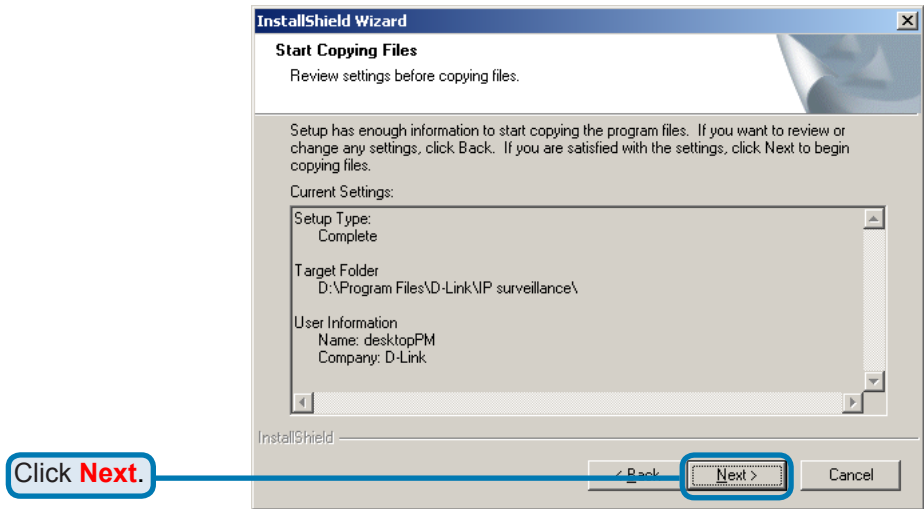 InstallShield Wizard
Start Copying Files
Review settings before copying files.
Setup has enough information to start copying the program files. If you want to review or
change any settings, click Back. If you are satisfied with the settings, click Next to begin
copying files.
Current Settings:
Setup Type:
Complete
Target Folder
D:\Program Files\D-Link\IP surveillance\
User Information
Name: desktopPM
Company: D-Link
InstallShield
Click Next.
< Back
Next >
Cancel